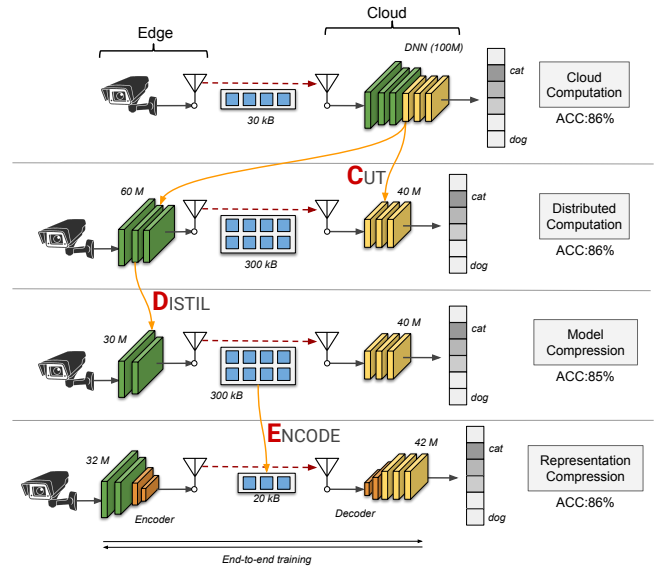 Edge
Cloud
DNN (100M)
cat
dog
30 kB
Cloud
Computation
ACC:86%
CUT
60 M
40 M
300 kB
cat
dog
Distributed
Computation
ACC:86%
DISTIL
30 M
40 M
300 kB
cat
dog
Model
Compression
ACC:85%
ENCODE
32 M
42 M
20 kB
Encoder
Decoder
cat
dog
Representation
Compression
ACC:86%
End-to-end training